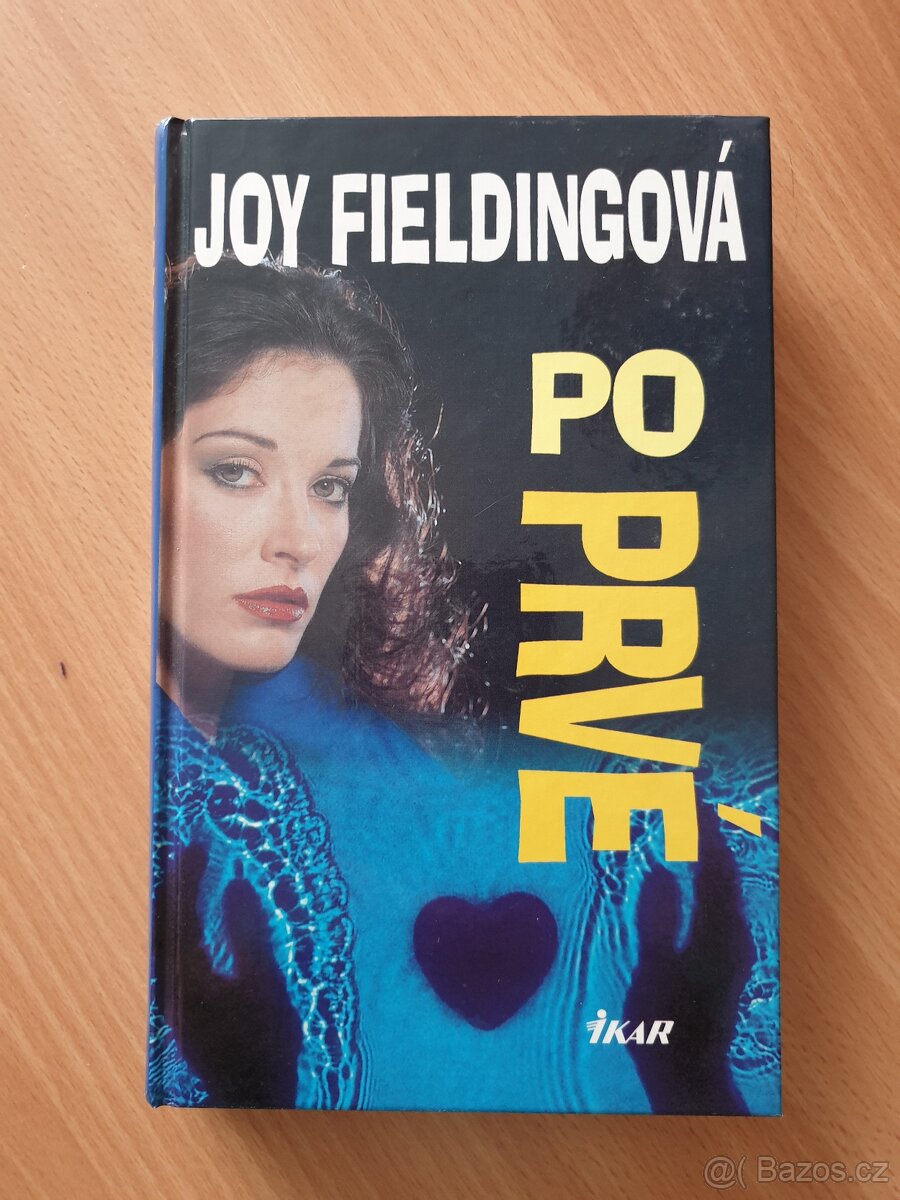 JOY FIELDINGOVÁ
PO
PRVÉ
iKAR
@( Bazos.cz